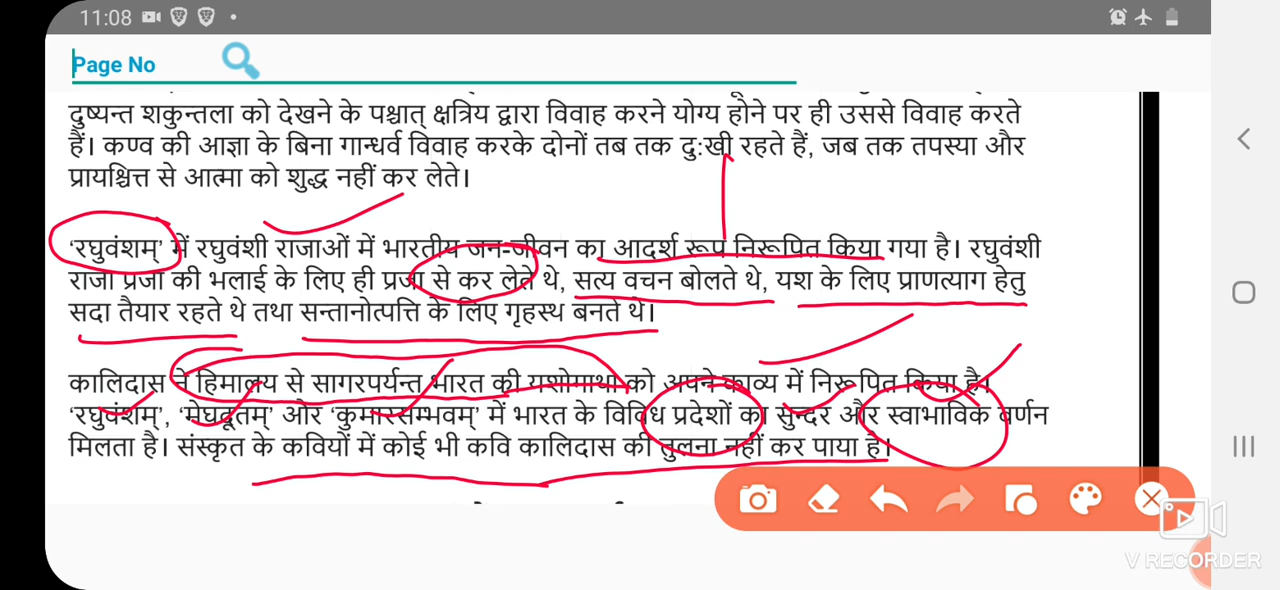 11:08
Page No
दुष्यन्त शकुन्तला को देखने के पश्चात् क्षत्रिय द्वारा विवाह करने योग्य होने पर ही उससे विवाह करते
हैं। कण्व की आज्ञा के बिना गान्धर्व विवाह करके दोनों तब तक दुःखी रहते हैं, जब तक तपस्या और
प्रायश्चित्त से आत्मा को शुद्ध नहीं कर लेते।
‘रघुवंशम्’ में रघुवंशी राजाओं में भारतीय जन-जीवन का आदर्श रूप निरूपित किया गया है। रघुवंशी
राजा प्रजा की भलाई के लिए ही प्रजा से कर लेते थे, सत्य वचन बोलते थे, यश के लिए प्राणत्याग हेतु
सदा तैयार रहते थे तथा सन्तानोत्पत्ति के लिए गृहस्थ बनते थे।
कालिदास ने हिमालय से सागरपर्यन्त भारत की यशोगाथा को अपने काव्य में निरूपित किया है।
‘रघुवंशम्’, ‘मेघदूतम्’ और ‘कुमारसम्भवम्’ में भारत के विविध प्रदेशों का सुन्दर और स्वाभाविक वर्णन
मिलता है। संस्कृत के कवियों में कोई भी कवि कालिदास की तुलना नहीं कर पाया है।
V RECORDER